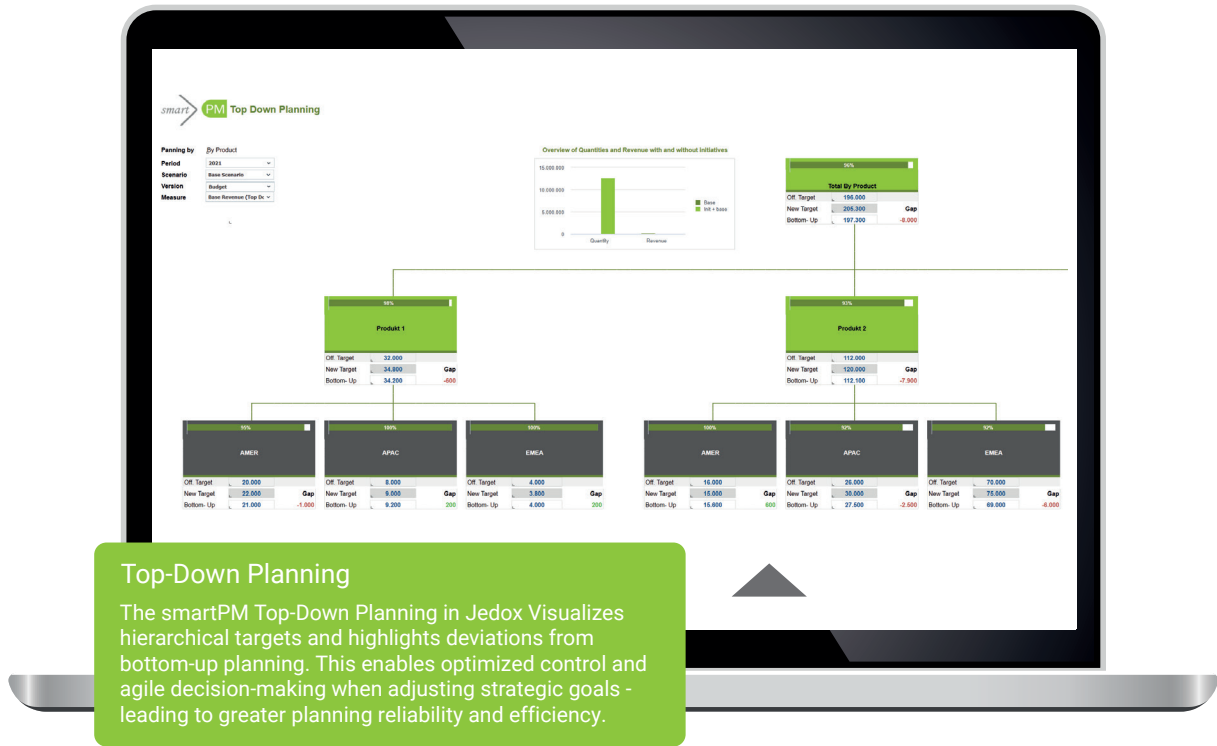 smart PM Top Down Planning
Panning by By Product
Period 2021
Scenario Base Scenario
Version Budget
Measure Base Revenue (Top Dc
Overview of Quantities and Revenue with and without initiatives
15.000.000
10.000.000
5.000.000
0
Quantity Revenue
Base
Init + base
96%
Total By Product
Off. Target 196.000
New Target 205.300 Gap
Bottom- Up 197.300 -8.000
98%
Produkt 1
Off. Target 32.000
New Target 34.800 Gap
Bottom- Up 34.200 -600
93%
Produkt 2
Off. Target 112.000
New Target 120.000 Gap
Bottom- Up 112.100 -7.900
95%
AMER
Off. Target 20.000
New Target 22.000 Gap
Bottom- Up 21.000 -1.000
100%
APAC
Off. Target 8.000
New Target 9.000 Gap
Bottom- Up 9.200 200
100%
EMEA
Off. Target 4.000
New Target 3.800 Gap
Bottom- Up 4.000 200
100%
AMER
Off. Target 16.000
New Target 15.000 Gap
Bottom- Up 15.600 600
92%
APAC
Off. Target 26.000
New Target 30.000 Gap
Bottom- Up 27.500 -2.500
92%
EMEA
Off. Target 70.000
New Target 75.000 Gap
Bottom- Up 69.000 -6.000
Top-Down Planning
The smartPM Top-Down Planning in Jedox Visualizes
hierarchical targets and highlights deviations from
bottom-up planning. This enables optimized control and
agile decision-making when adjusting strategic goals -
leading to greater planning reliability and efficiency.